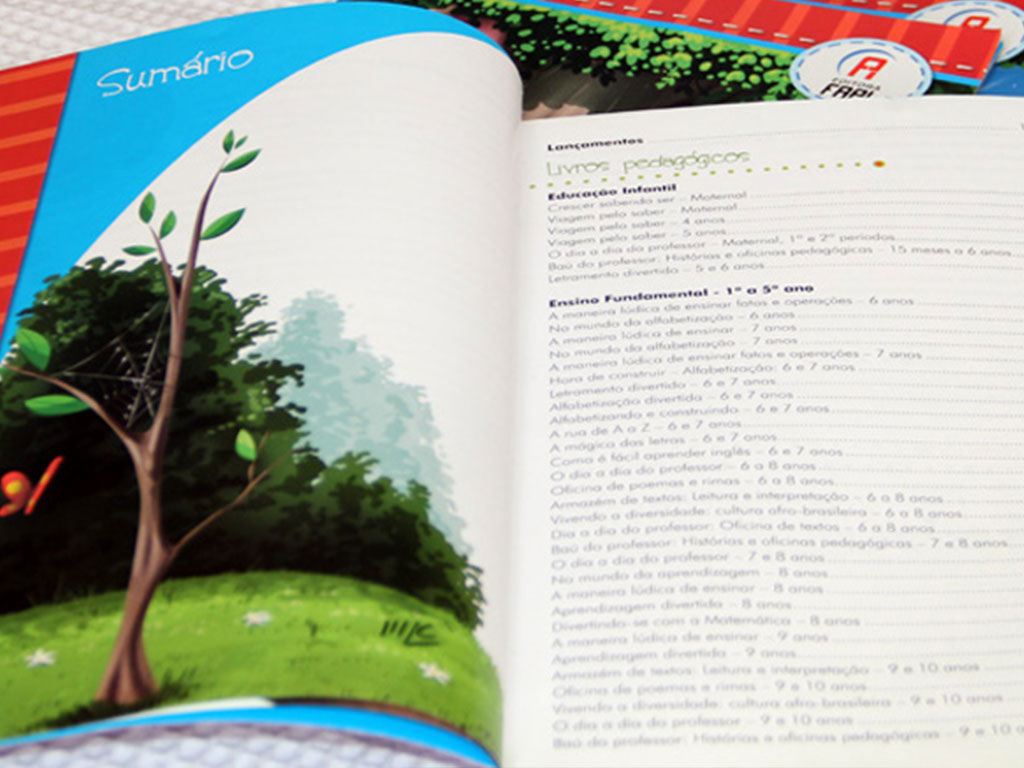 Sumário
A
EDITORA
FAPI
A
Lançamentos
Livros pedagógicos
Educação Infantil
Crescer sabendo ser – Maternal
Viagem pelo saber – Maternal
Viagem pelo saber – 4 anos
Viagem pelo saber – 5 anos
O dia a dia do professor – Maternal, 1º e 2º períodos
Baú do professor: Histórias e oficinas pedagógicas – 15 meses a 6 anos
Letramento divertido – 5 e 6 anos
Ensino Fundamental - 1º a 5º ano
A maneira lúdica de ensinar fatos e operações – 6 anos
No mundo da alfabetização – 6 anos
A maneira lúdica de ensinar – 7 anos
No mundo da alfabetização – 7 anos
A maneira lúdica de ensinar fatos e operações – 7 anos
Hora de construir – Alfabetização: 6 e 7 anos
Letramento divertido – 6 e 7 anos
Alfabetização divertida – 6 e 7 anos
Alfabetizando e construindo – 6 e 7 anos
A rua de A a Z – 6 e 7 anos
A mágica das letras – 6 e 7 anos
Como é fácil aprender inglês – 6 e 7 anos
O dia a dia do professor – 6 a 8 anos
Oficina de poemas e rimas – 6 a 8 anos
Armazém de textos: Leitura e interpretação – 6 a 8 anos
Vivendo a diversidade: cultura afro-brasileira – 6 a 8 anos
Dia a dia do professor: Oficina de textos – 6 a 8 anos
Baú do professor: Histórias e oficinas pedagógicas – 7 e 8 anos
O dia a dia do professor – 7 e 8 anos
No mundo da aprendizagem – 8 anos
A maneira lúdica de ensinar – 8 anos
Aprendizagem divertida – 8 anos
Divertindo-se com a Matemática – 8 anos
A maneira lúdica de ensinar – 9 anos
Aprendizagem divertida – 9 anos
Armazém de textos: Leitura e interpretação – 9 e 10 anos
Oficina de poemas e rimas – 9 e 10 anos
Vivendo a diversidade: cultura afro-brasileira – 9 e 10 anos
O dia a dia do professor – 9 e 10 anos
Baú do professor: Histórias e oficinas pedagógicas – 9 e 10 anos